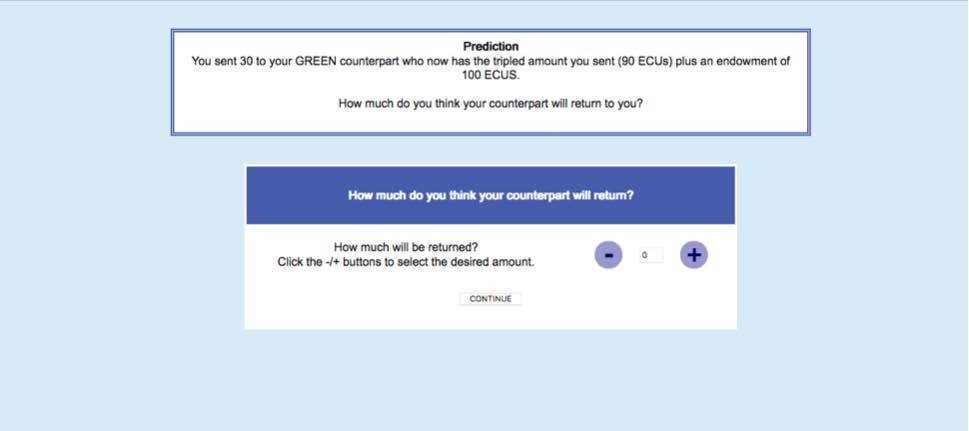 Prediction
You sent 30 to your GREEN counterpart who now has the tripled amount you sent (90 ECUs) plus an endowment of
100 ECUS.
How much do you think your counterpart will return to you?
How much do you think your counterpart will return?
How much will be returned?
Click the -/+ buttons to select the desired amount.
- 0 +
CONTINUE